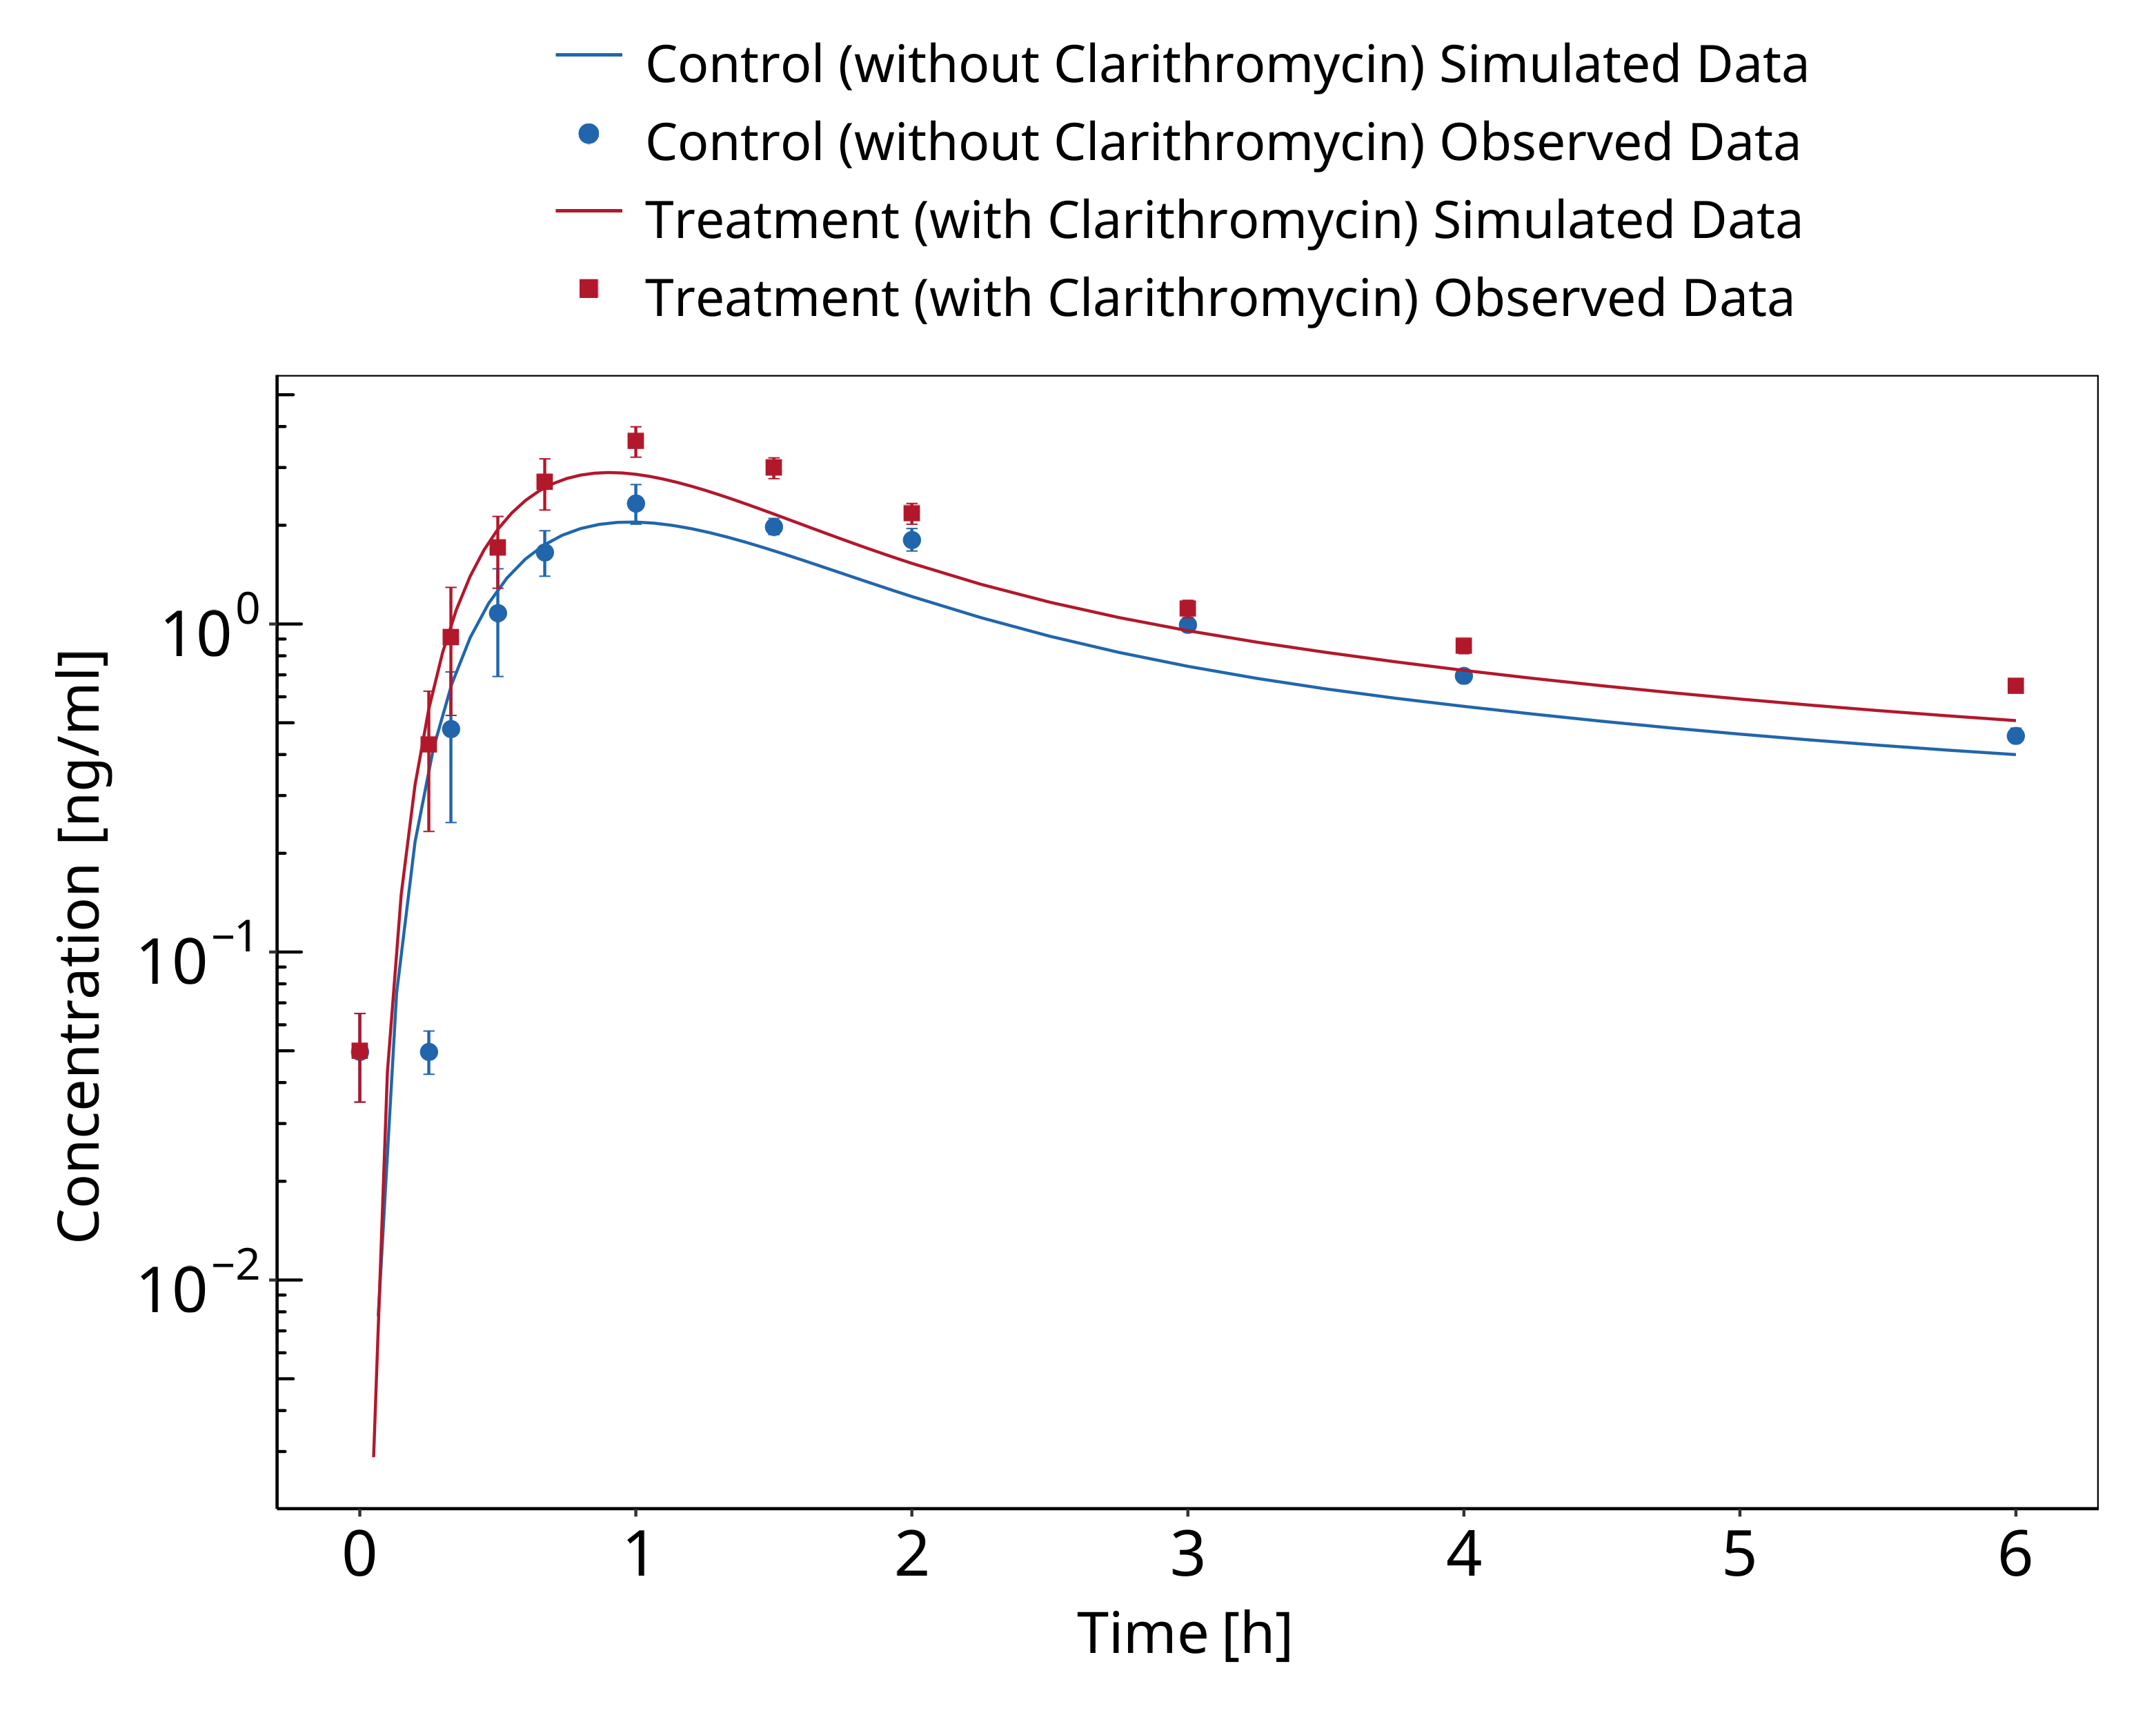 Control (without Clarithromycin) Simulated Data
Control (without Clarithromycin) Observed Data
Treatment (with Clarithromycin) Simulated Data
Treatment (with Clarithromycin) Observed Data
Concentration [ng/ml]
10⁰
10⁻¹
10⁻²
0 1 2 3 4 5 6
Time [h]